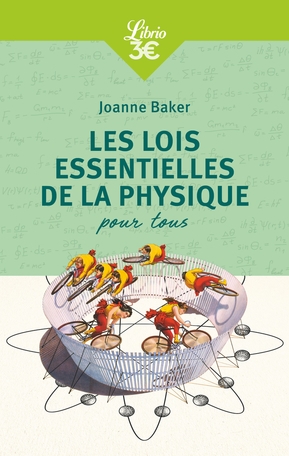 Librio
3€
Joanne Baker
LES LOIS
ESSENTIELLES
DE LA PHYSIQUE
pour tous